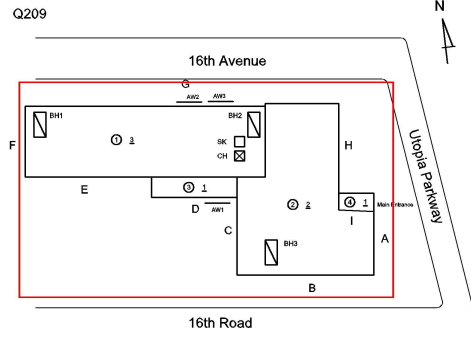 Q209
N
16th Avenue
G
AW2 AW3
BH1
BH2
F
1 3
SK
CH
H
Utopia Parkway
E
3 1
D
AW1
C
2 2
4 1
Main Entrance
I
A
BH3
B
16th Road